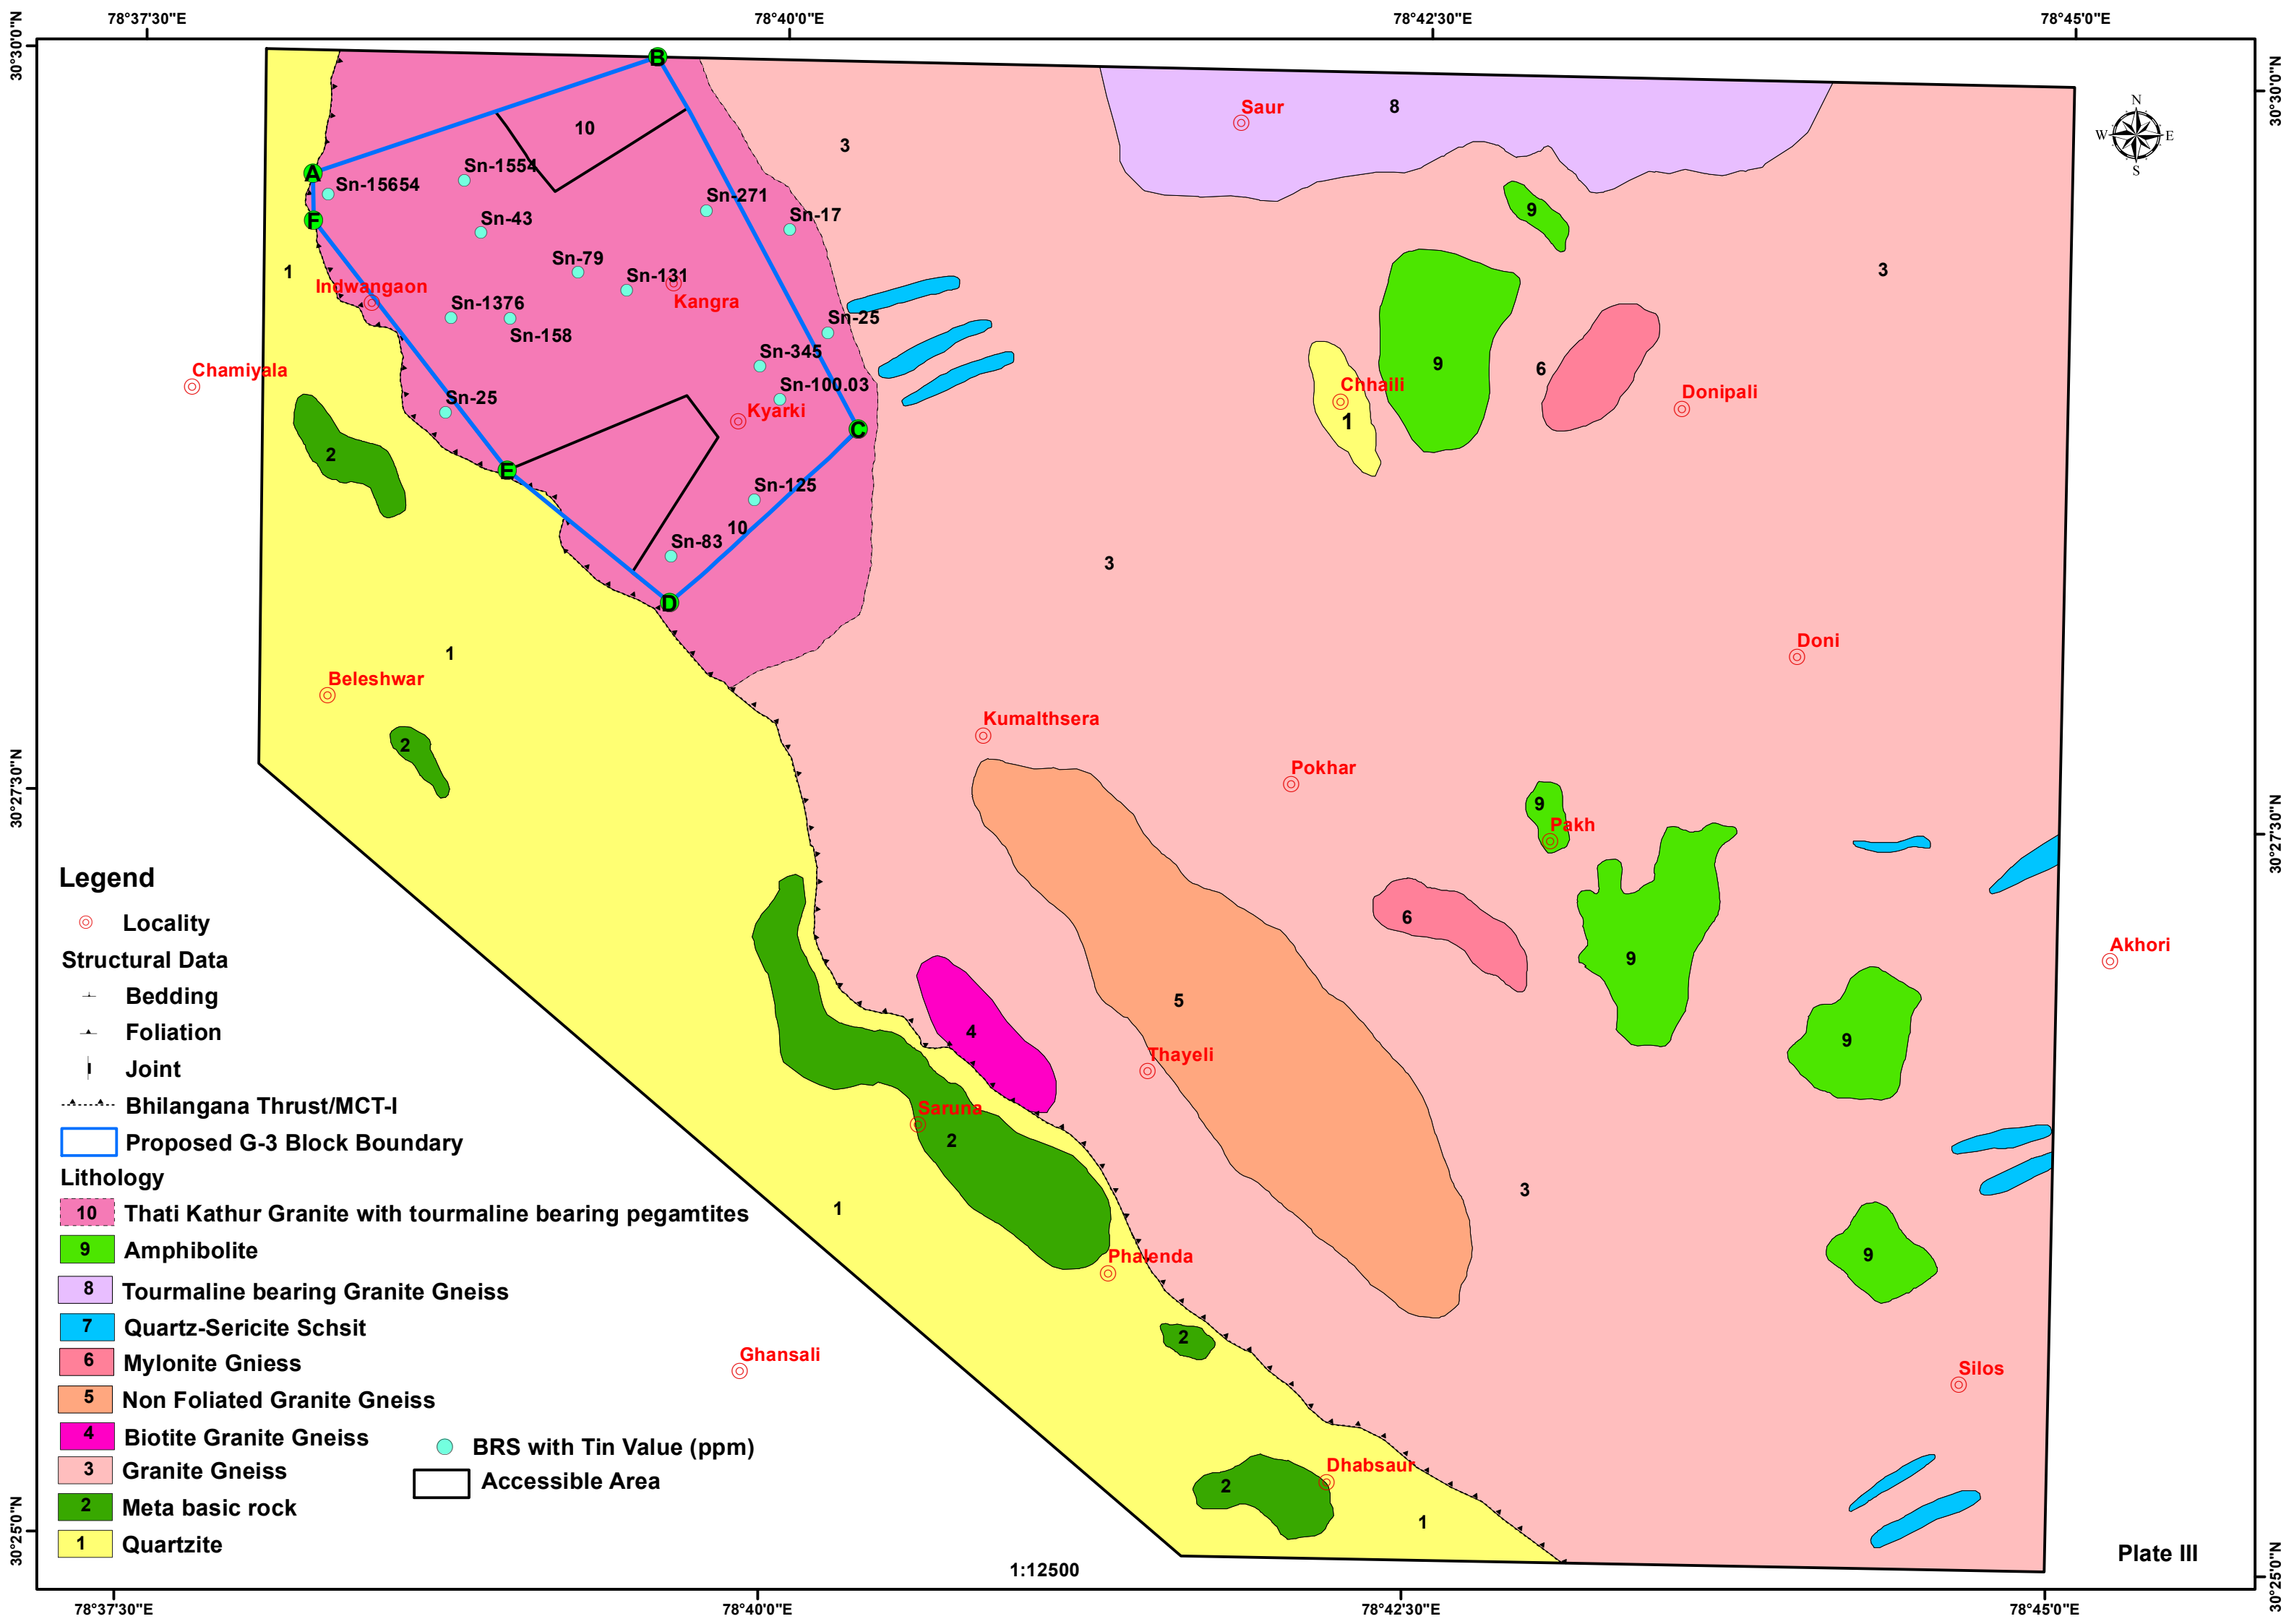 78°37'30"E
78°40'0"E
78°42'30"E
78°45'0"E
30°30'0"N
30°30'0"N
B
8
Saur
10
N
W
E
S
3
A
Sn-15654
Sn-1554
Sn-271
9
F
Sn-43
Sn-17
1
Sn-79
Sn-131
3
Indwangaon
Kangra
Sn-1376
Sn-158
Sn-25
Sn-345
9
6
Chamiyala
Sn-100.03
Chhaili
Donipali
Sn-25
Kyarki
1
C
2
E
Sn-125
10
Sn-83
3
D
1
Doni
Beleshwar
Kumalthsera
2
Pokhar
30°27'30"N
30°27'30"N
9
Pakh
6
Akhori
9
5
4
9
Thayeli
Saruna
2
3
1
Phalenda
9
2
Ghansali
Silos
Dhabsaur
2
1
Legend
Locality
Structural Data
Bedding
Foliation
Joint
Bhilangana Thrust/MCT-I
Proposed G-3 Block Boundary
Lithology
10 Thati Kathur Granite with tourmaline bearing pegamtites
9 Amphibolite
8 Tourmaline bearing Granite Gneiss
7 Quartz-Sericite Schsit
6 Mylonite Gniess
5 Non Foliated Granite Gneiss
4 Biotite Granite Gneiss
3 Granite Gneiss
2 Meta basic rock
1 Quartzite
BRS with Tin Value (ppm)
Accessible Area
30°25'0"N
30°25'0"N
1:12500
Plate III
78°37'30"E
78°40'0"E
78°42'30"E
78°45'0"E